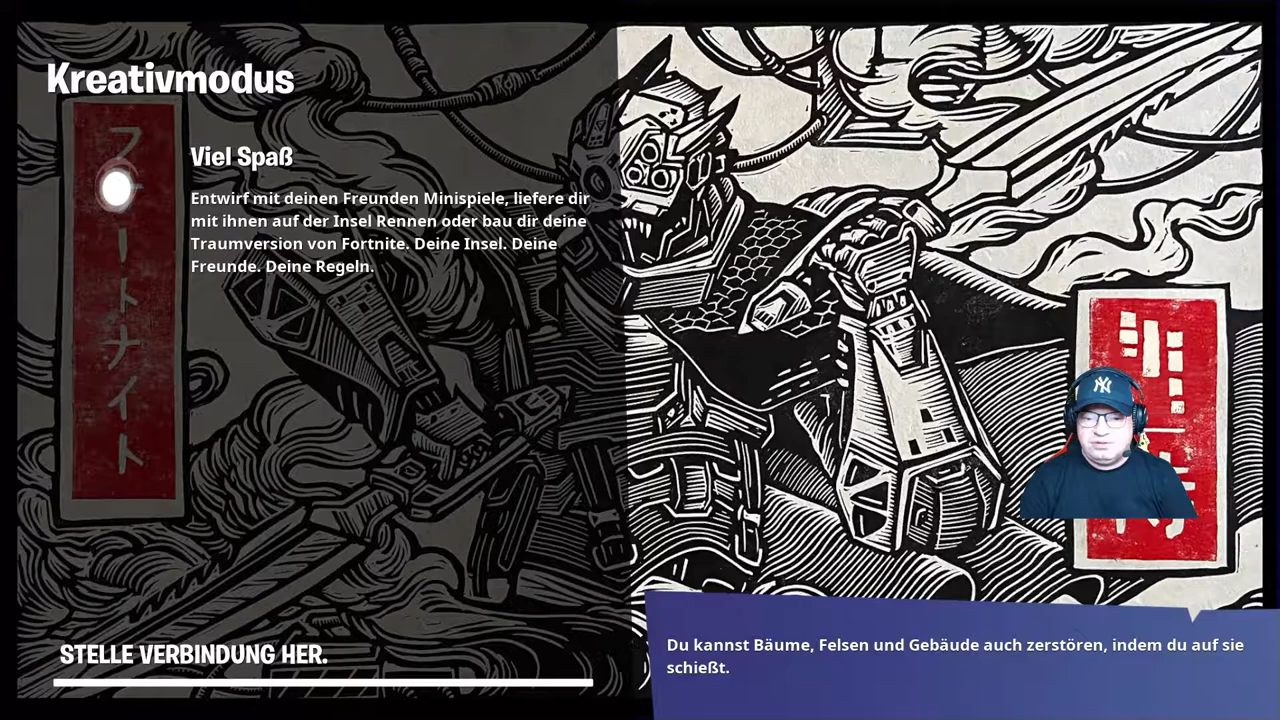 Kreativmodus
フォートナイト
Viel Spaß
Entwirf mit deinen Freunden Minispiele, liefere dir
mit ihnen auf der Insel Rennen oder bau dir deine
Traumversion von Fortnite. Deine Insel. Deine
Freunde. Deine Regeln.
NY
STELLE VERBINDUNG HER.
Du kannst Bäume, Felsen und Gebäude auch zerstören, indem du auf sie
schießt.